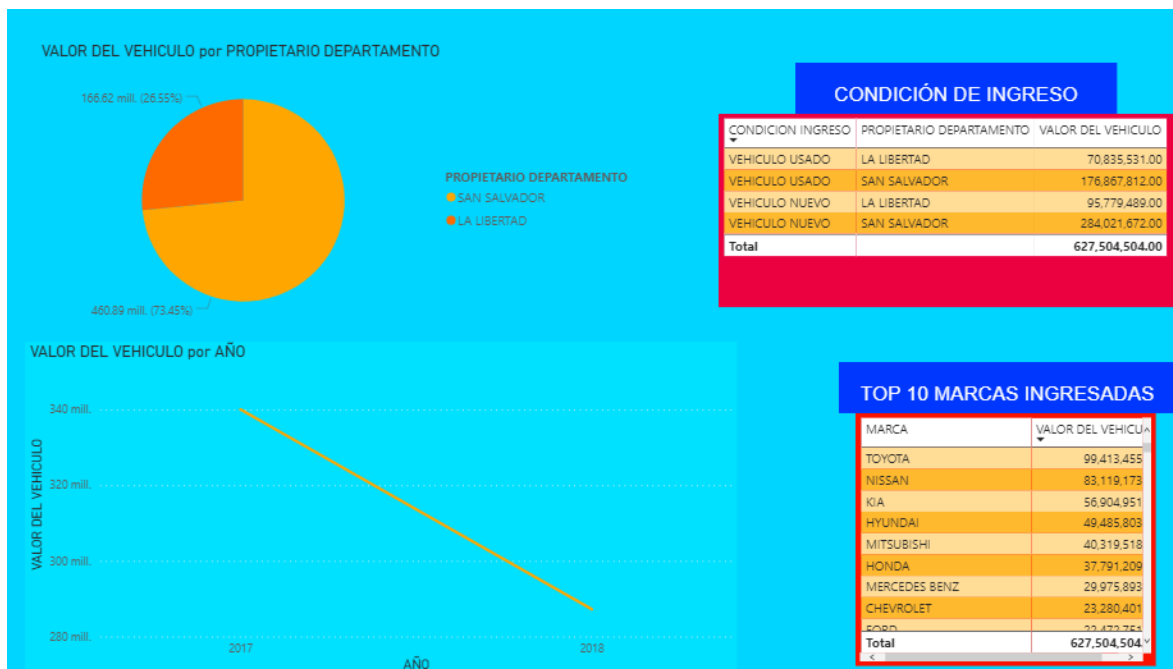 VALOR DEL VEHICULO por PROPIETARIO DEPARTAMENTO
166.62 mill. (26.55%)
460.89 mill. (73.45%)
PROPIETARIO DEPARTAMENTO
SAN SALVADOR
LA LIBERTAD
CONDICIÓN DE INGRESO
CONDICION INGRESO PROPIETARIO DEPARTAMENTO VALOR DEL VEHICULO
VEHICULO USADO LA LIBERTAD 70,835,531.00
VEHICULO USADO SAN SALVADOR 176,867,812.00
VEHICULO NUEVO LA LIBERTAD 95,779,489.00
VEHICULO NUEVO SAN SALVADOR 284,021,672.00
Total 627,504,504.00
VALOR DEL VEHICULO por AÑO
VALOR DEL VEHICULO
340 mill.
320 mill.
300 mill.
280 mill.
2017 2018
AÑO
TOP 10 MARCAS INGRESADAS
MARCA VALOR DEL VEHICU
TOYOTA 99,413,455
NISSAN 83,119,173
KIA 56,904,951
HYUNDAI 49,485,803
MITSUBISHI 40,319,518
HONDA 37,791,209
MERCEDES BENZ 29,975,893
CHEVROLET 23,280,401
FORD 22,472,751
Total 627,504,504.